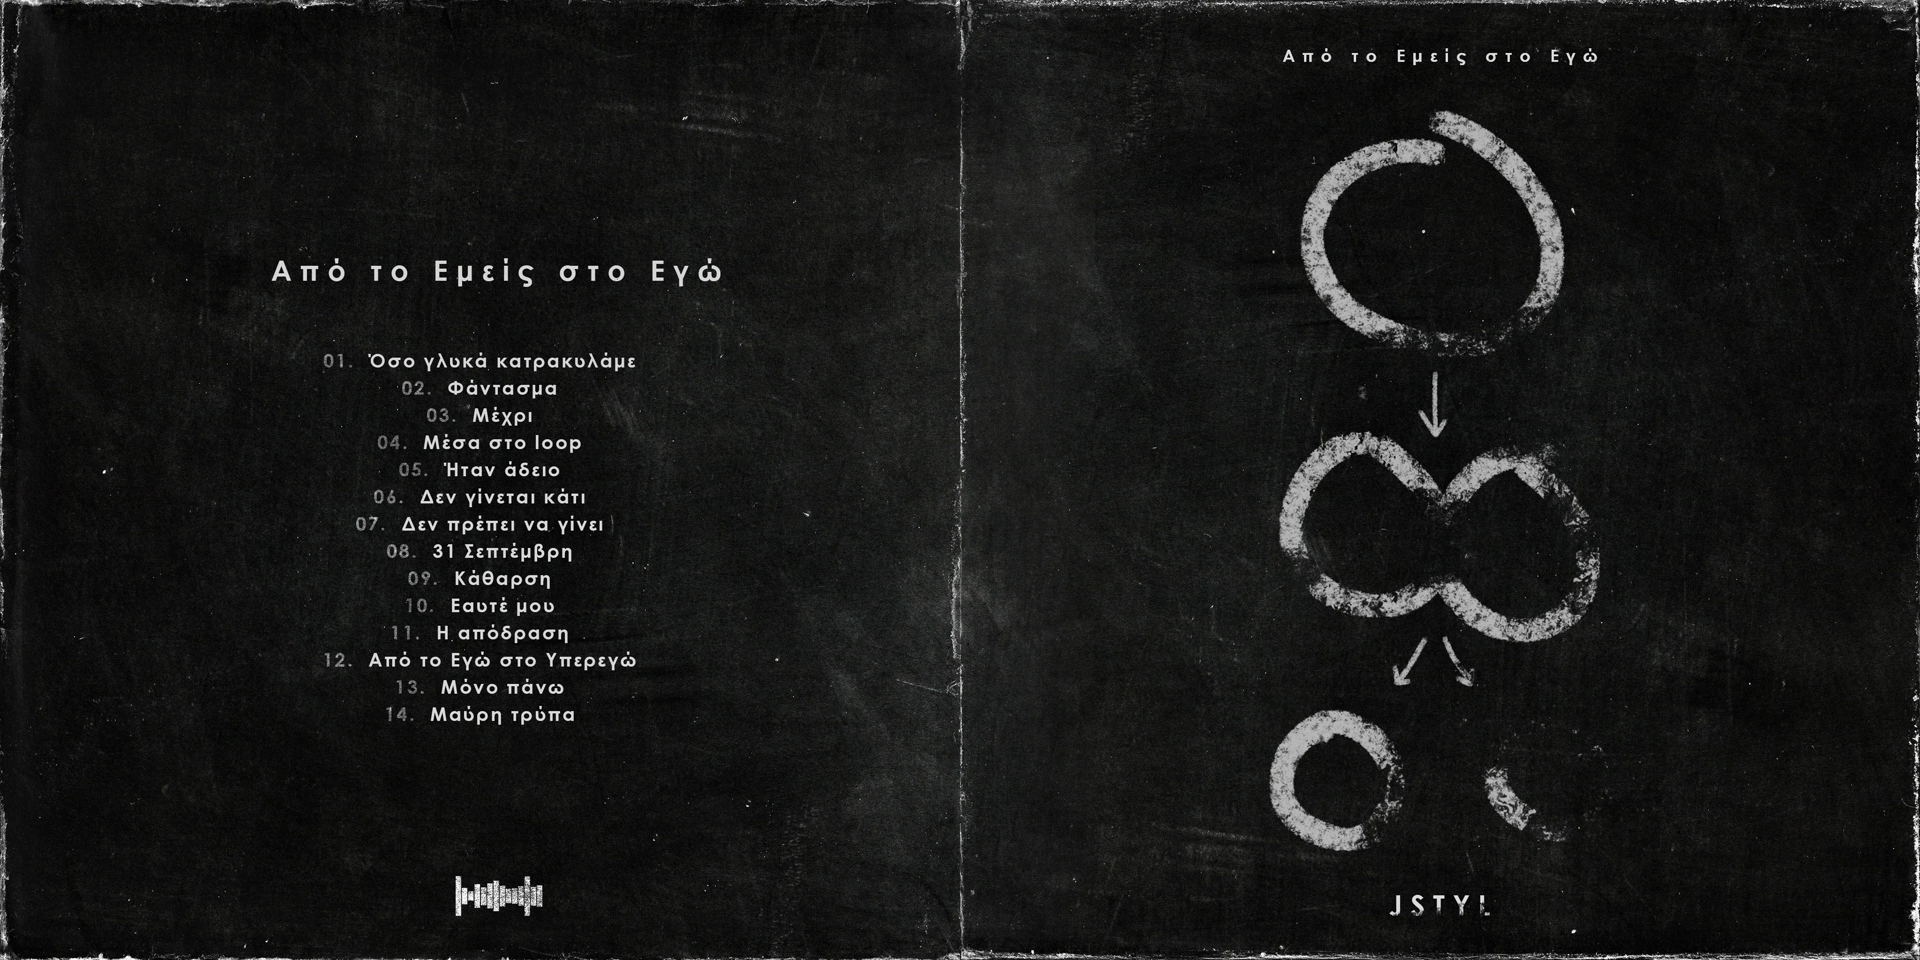 Από το Εμείς στο Εγώ
01. Όσο γλυκά κατρακυλάμε
02. Φάντασμα
03. Μέχρι
04. Μέσα στο loop
05. Ήταν άδειο
06. Δεν γίνεται κάτι
07. Δεν πρέπει να γίνει
08. 31 Σεπτέμβρη
09. Κάθαρση
10. Εαυτέ μου
11. Η απόδραση
12. Από το Εγώ στο Υπερεγώ
13. Μόνο πάνω
14. Μαύρη τρύπα
Από το Εμείς στο Εγώ
JSTYL